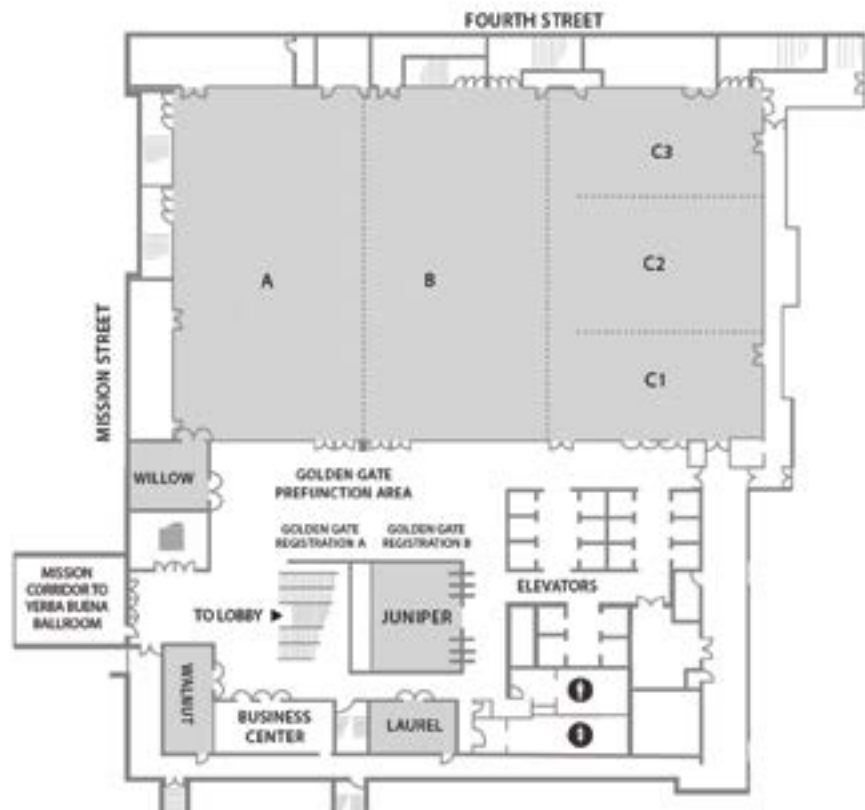 FOURTH STREET
C3
A
B
C2
MISSION STREET
C1
WILLOW
GOLDEN GATE
PREFUNCTION AREA
GOLDEN GATE
REGISTRATION A
GOLDEN GATE
REGISTRATION B
MISSION
CORRIDOR TO
YERBA BUENA
BALLROOM
ELEVATORS
TO LOBBY
JUNIPER
WALNUT
BUSINESS
CENTER
LAUREL